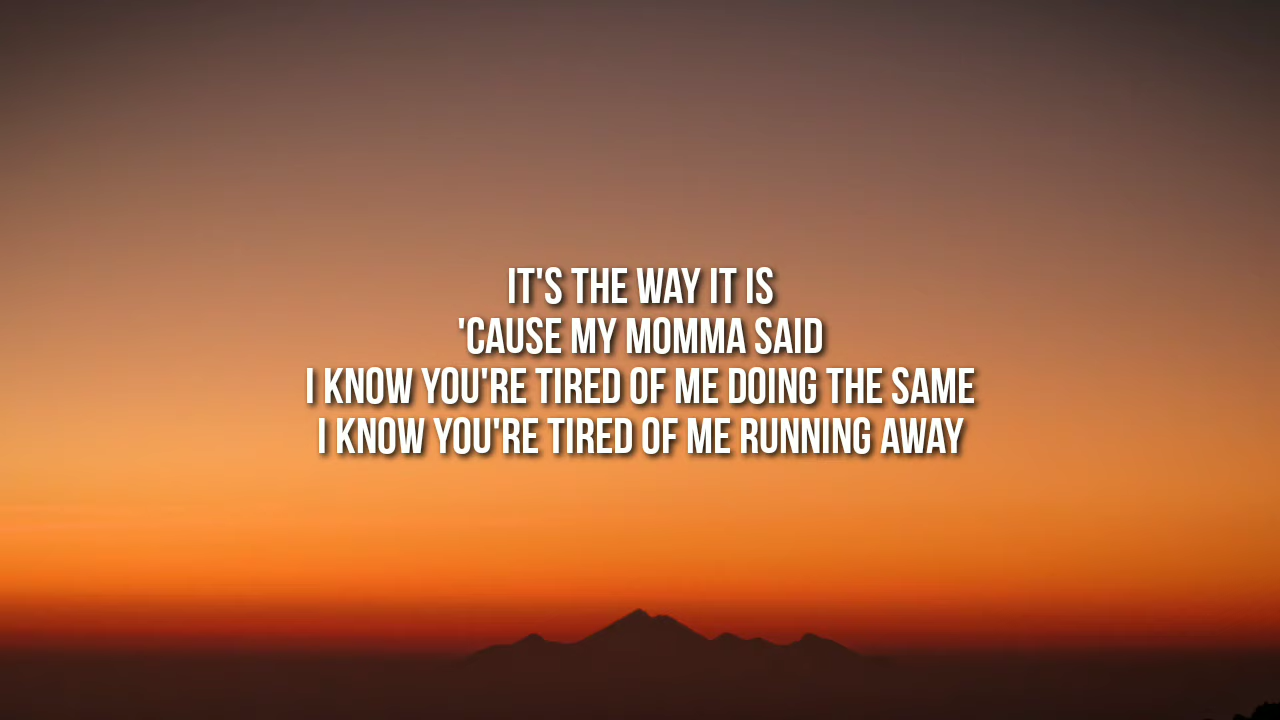 IT'S THE WAY IT IS
'CAUSE MY MOMMA SAID
I KNOW YOU'RE TIRED OF ME DOING THE SAME
I KNOW YOU'RE TIRED OF ME RUNNING AWAY